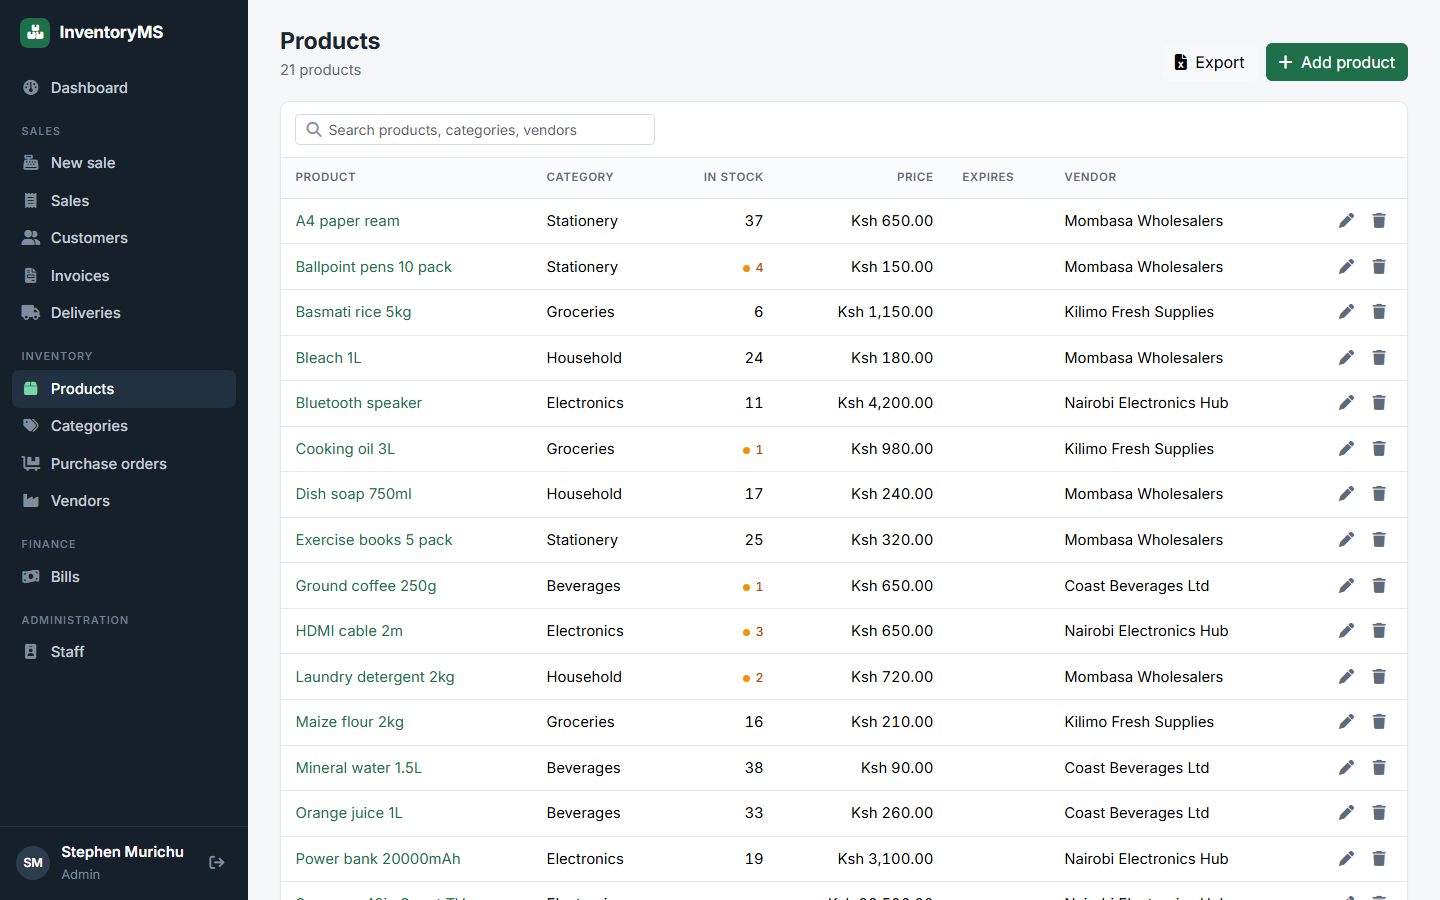 InventoryMS
Dashboard
SALES
New sale
Sales
Customers
Invoices
Deliveries
INVENTORY
Products
Categories
Purchase orders
Vendors
FINANCE
Bills
ADMINISTRATION
Staff
SM
Stephen Murichu
Admin
Products
21 products
Export
Add product
Search products, categories, vendors
PRODUCT CATEGORY IN STOCK PRICE EXPIRES VENDOR
A4 paper ream Stationery 37 Ksh 650.00 Mombasa Wholesalers
Ballpoint pens 10 pack Stationery 4 Ksh 150.00 Mombasa Wholesalers
Basmati rice 5kg Groceries 6 Ksh 1,150.00 Kilimo Fresh Supplies
Bleach 1L Household 24 Ksh 180.00 Mombasa Wholesalers
Bluetooth speaker Electronics 11 Ksh 4,200.00 Nairobi Electronics Hub
Cooking oil 3L Groceries 1 Ksh 980.00 Kilimo Fresh Supplies
Dish soap 750ml Household 17 Ksh 240.00 Mombasa Wholesalers
Exercise books 5 pack Stationery 25 Ksh 320.00 Mombasa Wholesalers
Ground coffee 250g Beverages 1 Ksh 650.00 Coast Beverages Ltd
HDMI cable 2m Electronics 3 Ksh 650.00 Nairobi Electronics Hub
Laundry detergent 2kg Household 2 Ksh 720.00 Mombasa Wholesalers
Maize flour 2kg Groceries 16 Ksh 210.00 Kilimo Fresh Supplies
Mineral water 1.5L Beverages 38 Ksh 90.00 Coast Beverages Ltd
Orange juice 1L Beverages 33 Ksh 260.00 Coast Beverages Ltd
Power bank 20000mAh Electronics 19 Ksh 3,100.00 Nairobi Electronics Hub